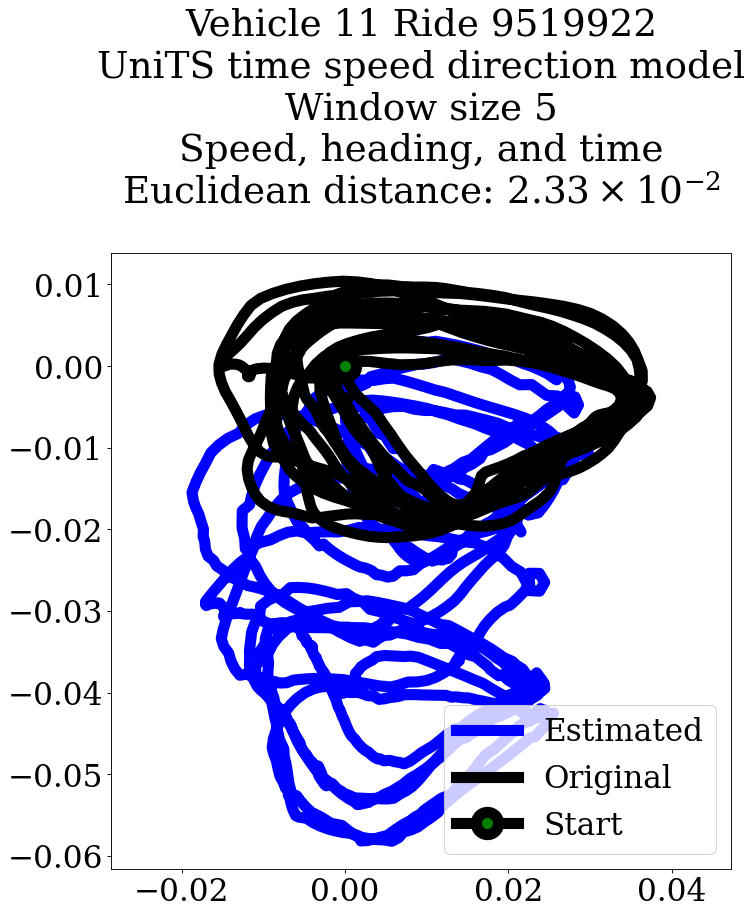 Vehicle 11 Ride 9519922
UniTS time speed direction model
Window size 5
Speed, heading, and time
Euclidean distance: 2.33 × 10⁻²
0.01
0.00
−0.01
−0.02
−0.03
−0.04
−0.05
−0.06
Estimated
Original
Start
−0.02 0.00 0.02 0.04